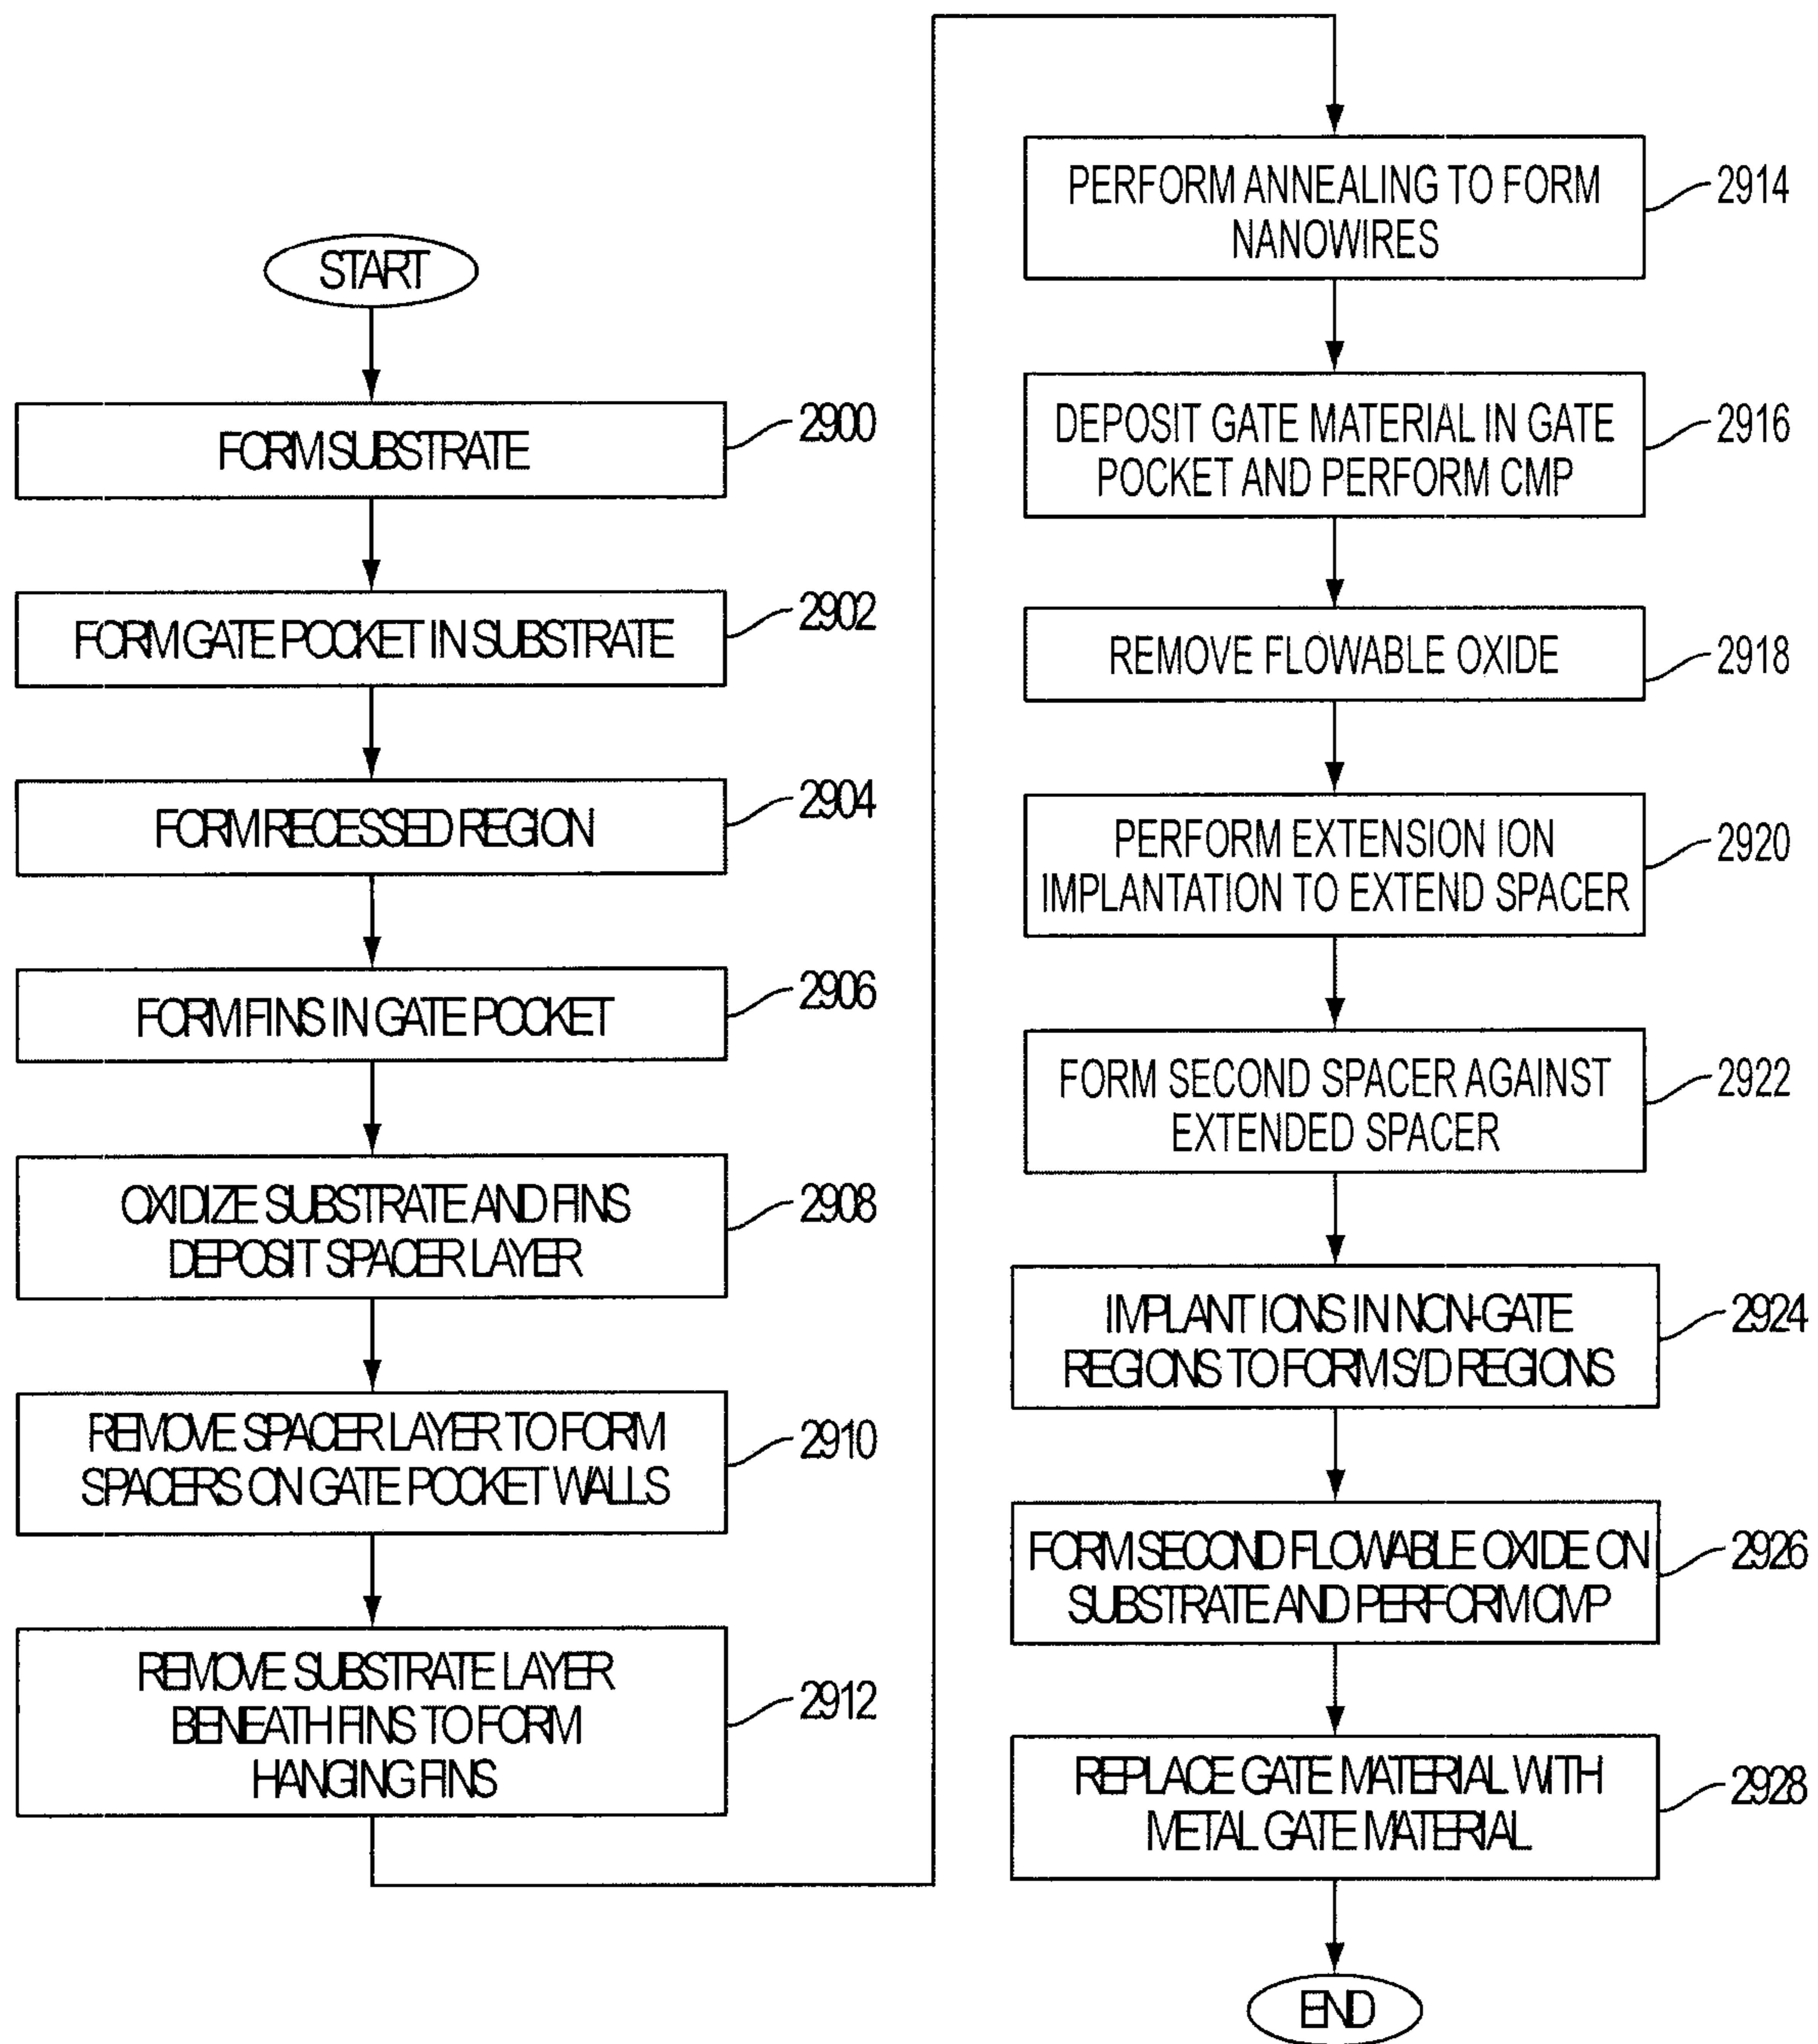 START
FORM SUBSTRATE
2900
FORM GATE POCKET IN SUBSTRATE
2902
FORM RECESSED REGION
2904
FORM FINS IN GATE POCKET
2906
OXIDIZE SUBSTRATE AND FINS
DEPOSIT SPACER LAYER
2908
REMOVE SPACER LAYER TO FORM
SPACERS ON GATE POCKET WALLS
2910
REMOVE SUBSTRATE LAYER
BENEATH FINS TO FORM
HANGING FINS
2912
PERFORM ANNEALING TO FORM
NANOWIRES
2914
DEPOSIT GATE MATERIAL IN GATE
POCKET AND PERFORM CMP
2916
REMOVE FLOWABLE OXIDE
2918
PERFORM EXTENSION ION
IMPLANTATION TO EXTEND SPACER
2920
FORM SECOND SPACER AGAINST
EXTENDED SPACER
2922
IMPLANT IONS IN NON-GATE
REGIONS TO FORM S/D REGIONS
2924
FORM SECOND FLOWABLE OXIDE ON
SUBSTRATE AND PERFORM CMP
2926
REPLACE GATE MATERIAL WITH
METAL GATE MATERIAL
2928
END